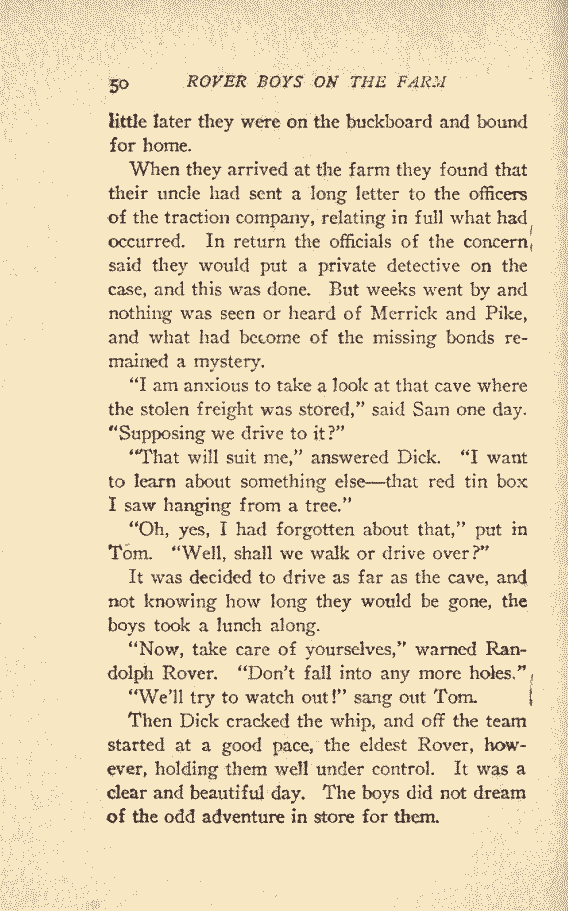 50 ROVER BOYS ON THE FARM
little later they were on the buckboard and bound
for home.
When they arrived at the farm they found that
their uncle had sent a long letter to the officers
of the traction company, relating in full what had
occurred. In return the officials of the concern
said they would put a private detective on the
case, and this was done. But weeks went by and
nothing was seen or heard of Merrick and Pike,
and what had become of the missing bonds re-
mained a mystery.
"I am anxious to take a look at that cave where
the stolen freight was stored," said Sam one day.
"Supposing we drive to it?"
"That will suit me," answered Dick. "I want
to learn about something else—that red tin box
I saw hanging from a tree."
"Oh, yes, I had forgotten about that," put in
Tom. "Well, shall we walk or drive over?"
It was decided to drive as far as the cave, and
not knowing how long they would be gone, the
boys took a lunch along.
"Now, take care of yourselves," warned Ran-
dolph Rover. "Don't fall into any more holes."
"We'll try to watch out!" sang out Tom.
Then Dick cracked the whip, and off the team
started at a good pace, the eldest Rover, how-
ever, holding them well under control. It was a
clear and beautiful day. The boys did not dream
of the odd adventure in store for them.